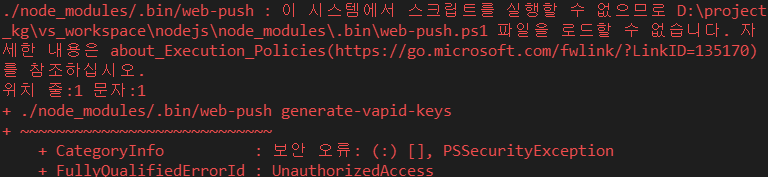 ./node_modules/.bin/web-push : 이 시스템에서 스크립트를 실행할 수 없으므로 D:\project
_kg\vs_workspace\nodejs\node_modules\.bin\web-push.ps1 파일을 로드할 수 없습니다. 자
세한 내용은 about_Execution_Policies(https://go.microsoft.com/fwlink/?LinkID=135170)
를 참조하십시오.
위치 줄:1 문자:1
+ ./node_modules/.bin/web-push generate-vapid-keys
+ ~~~~~~~~~~~~~~~~~~~~~~~~~~~~
    + CategoryInfo          : 보안 오류: (:) [], PSSecurityException
    + FullyQualifiedErrorId : UnauthorizedAccess